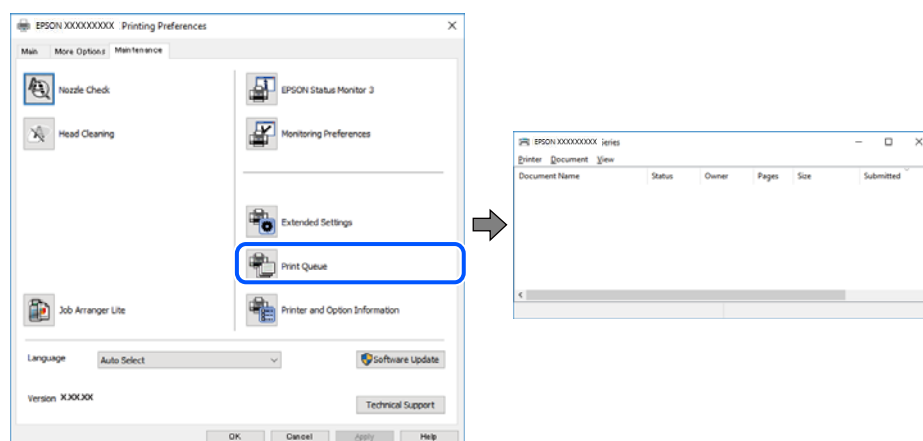 EPSON XXXXXXXXX Printing Preferences
Main More Options Maintenance
Nozzle Check
EPSON Status Monitor 3
Head Cleaning
Monitoring Preferences
Extended Settings
Print Queue
Job Arranger Lite
Printer and Option Information
Language Auto Select
Software Update
Version X.XX.XX
Technical Support
OK Cancel Apply Help
EPSON XXXXXXXXX ieries
Printer Document View
Document Name Status Owner Pages Size Submitted